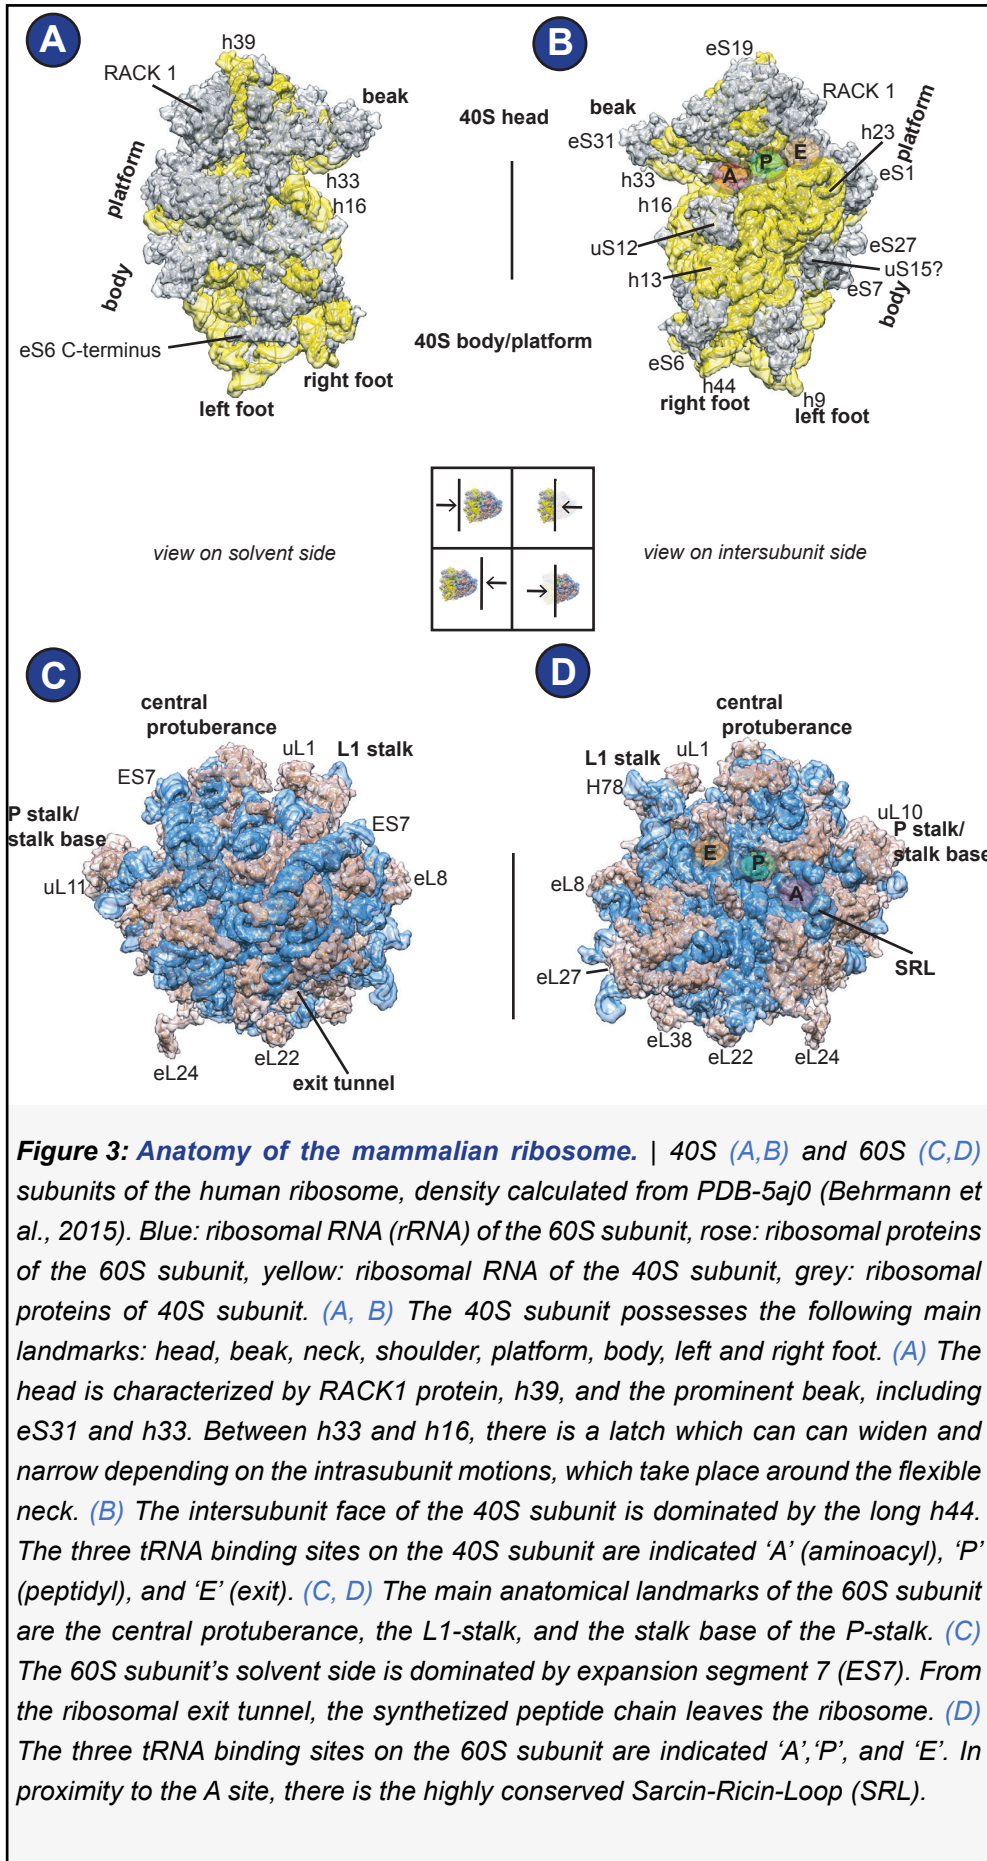 A
h39
RACK 1
beak
platform
h33
h16
body
eS6 C-terminus
right foot
left foot
40S head
40S body/platform
B
eS19
RACK 1
beak
platform
h23
eS31
E
P
A
eS1
h33
h16
uS12
eS27
uS15?
h13
eS7
body
eS6
h44
h9
right foot
left foot
view on solvent side
view on intersubunit side
C
central
protuberance
uL1
L1 stalk
ES7
ES7
P stalk/
stalk base
uL11
eL8
eL24
eL22
exit tunnel
D
central
protuberance
uL1
L1 stalk
H78
uL10
P stalk/
stalk base
E
P
A
eL8
SRL
eL27
eL38
eL22
eL24
Figure 3: Anatomy of the mammalian ribosome. | 40S (A,B) and 60S (C,D)
subunits of the human ribosome, density calculated from PDB-5aj0 (Behrmann et
al., 2015). Blue: ribosomal RNA (rRNA) of the 60S subunit, rose: ribosomal proteins
of the 60S subunit, yellow: ribosomal RNA of the 40S subunit, grey: ribosomal
proteins of 40S subunit. (A, B) The 40S subunit possesses the following main
landmarks: head, beak, neck, shoulder, platform, body, left and right foot. (A) The
head is characterized by RACK1 protein, h39, and the prominent beak, including
eS31 and h33. Between h33 and h16, there is a latch which can can widen and
narrow depending on the intrasubunit motions, which take place around the flexible
neck. (B) The intersubunit face of the 40S subunit is dominated by the long h44.
The three tRNA binding sites on the 40S subunit are indicated ‘A’ (aminoacyl), ‘P’
(peptidyl), and ‘E’ (exit). (C, D) The main anatomical landmarks of the 60S subunit
are the central protuberance, the L1-stalk, and the stalk base of the P-stalk. (C)
The 60S subunit’s solvent side is dominated by expansion segment 7 (ES7). From
the ribosomal exit tunnel, the synthetized peptide chain leaves the ribosome. (D)
The three tRNA binding sites on the 60S subunit are indicated ‘A’,‘P’, and ‘E’. In
proximity to the A site, there is the highly conserved Sarcin-Ricin-Loop (SRL).